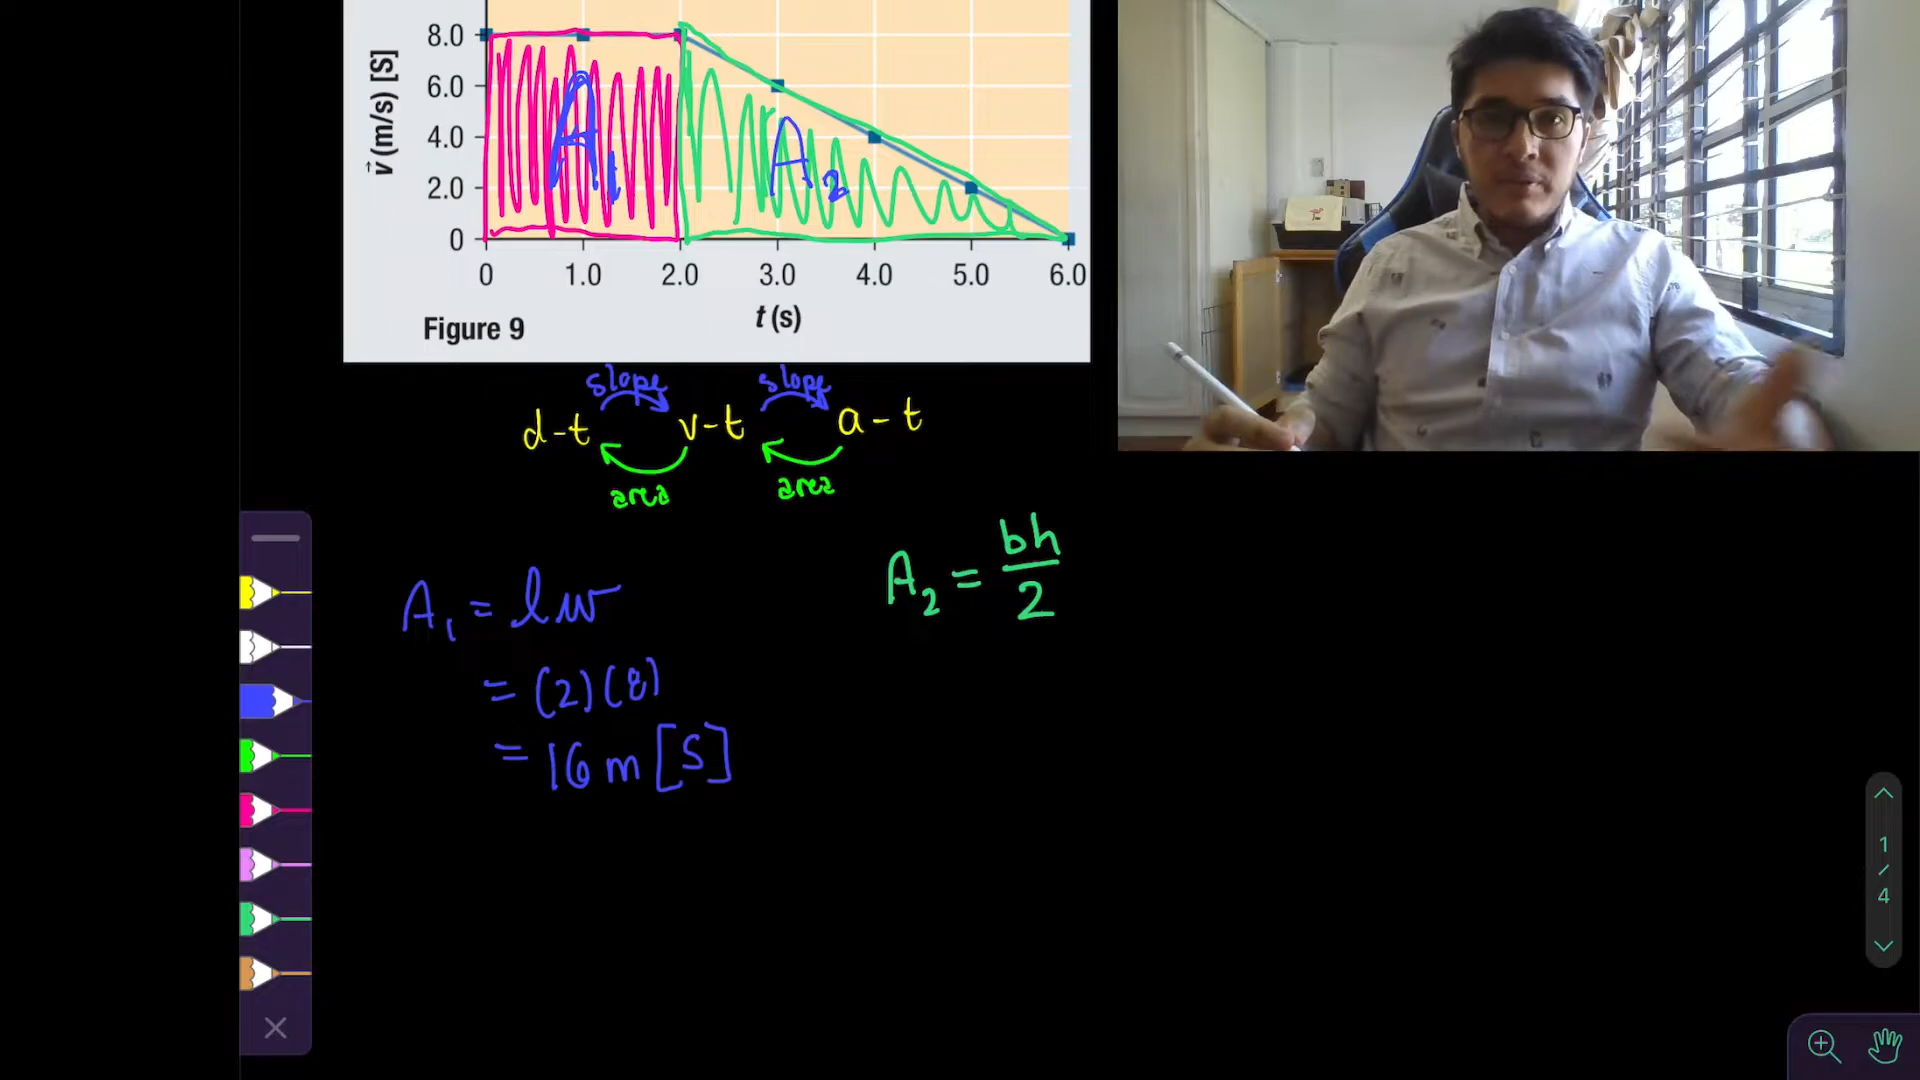 8.0
6.0
4.0
2.0
0
v (m/s) [S]
A1
A2
0 1.0 2.0 3.0 4.0 5.0 6.0
t (s)
Figure 9
slope slope
d-t v-t a-t
area area
A1 = lw
= (2)(8)
= 16 m [S]
A2 = bh/2
1
/
4